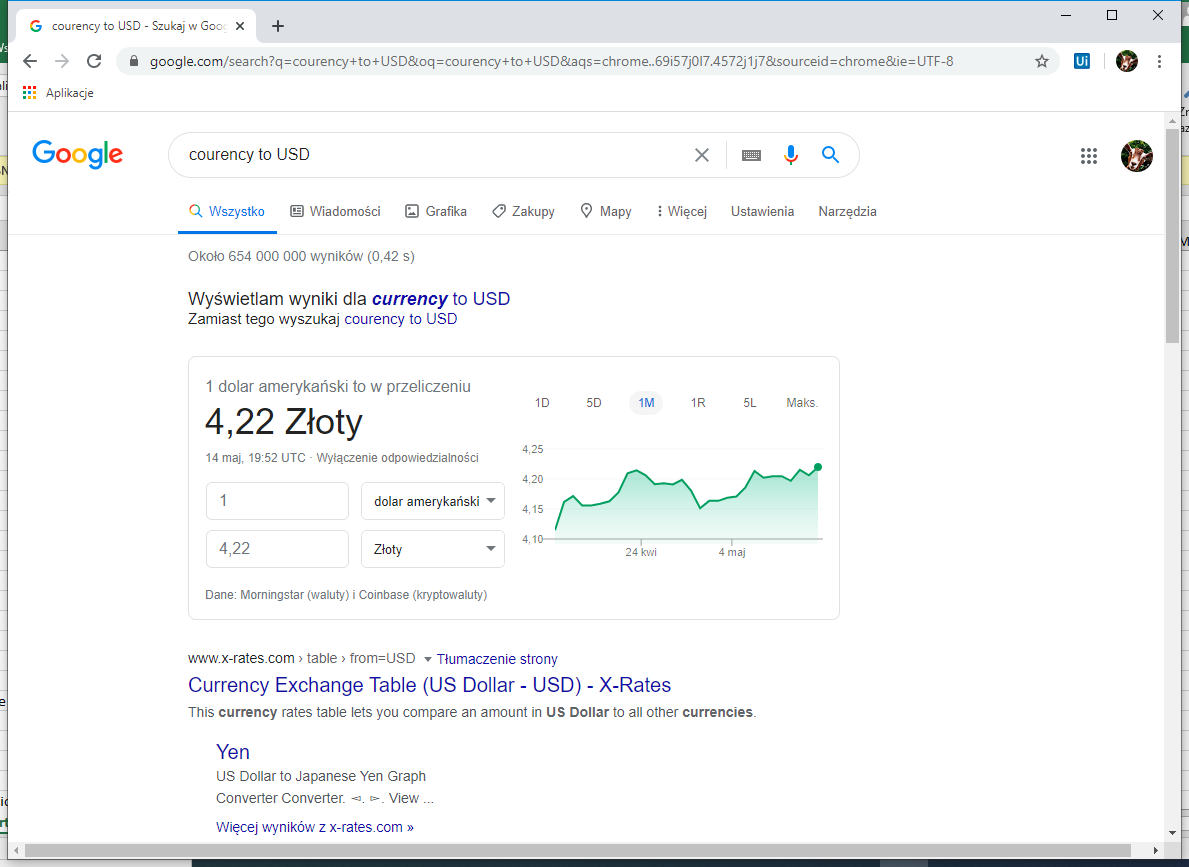 courency to USD - Szukaj w Goog
google.com/search?q=courency+to+USD&oq=courency+to+USD&aqs=chrome..69i57j0l7.4572j1j7&sourceid=chrome&ie=UTF-8
Ui
Aplikacje
Google
courency to USD
Wszystko Wiadomości Grafika Zakupy Mapy Więcej Ustawienia Narzędzia
Około 654 000 000 wyników (0,42 s)
Wyświetlam wyniki dla currency to USD
Zamiast tego wyszukaj courency to USD
1 dolar amerykański to w przeliczeniu
4,22 Złoty
14 maj, 19:52 UTC · Wyłączenie odpowiedzialności
1 dolar amerykański
4,22 Złoty
Dane: Morningstar (waluty) i Coinbase (kryptowaluty)
1D 5D 1M 1R 5L Maks.
4,25
4,20
4,15
4,10
24 kwi 4 maj
www.x-rates.com › table › from=USD Tłumaczenie strony
Currency Exchange Table (US Dollar - USD) - X-Rates
This currency rates table lets you compare an amount in US Dollar to all other currencies.
Yen
US Dollar to Japanese Yen Graph
Converter Converter. ⊲. ⊳. View ...
Więcej wyników z x-rates.com »